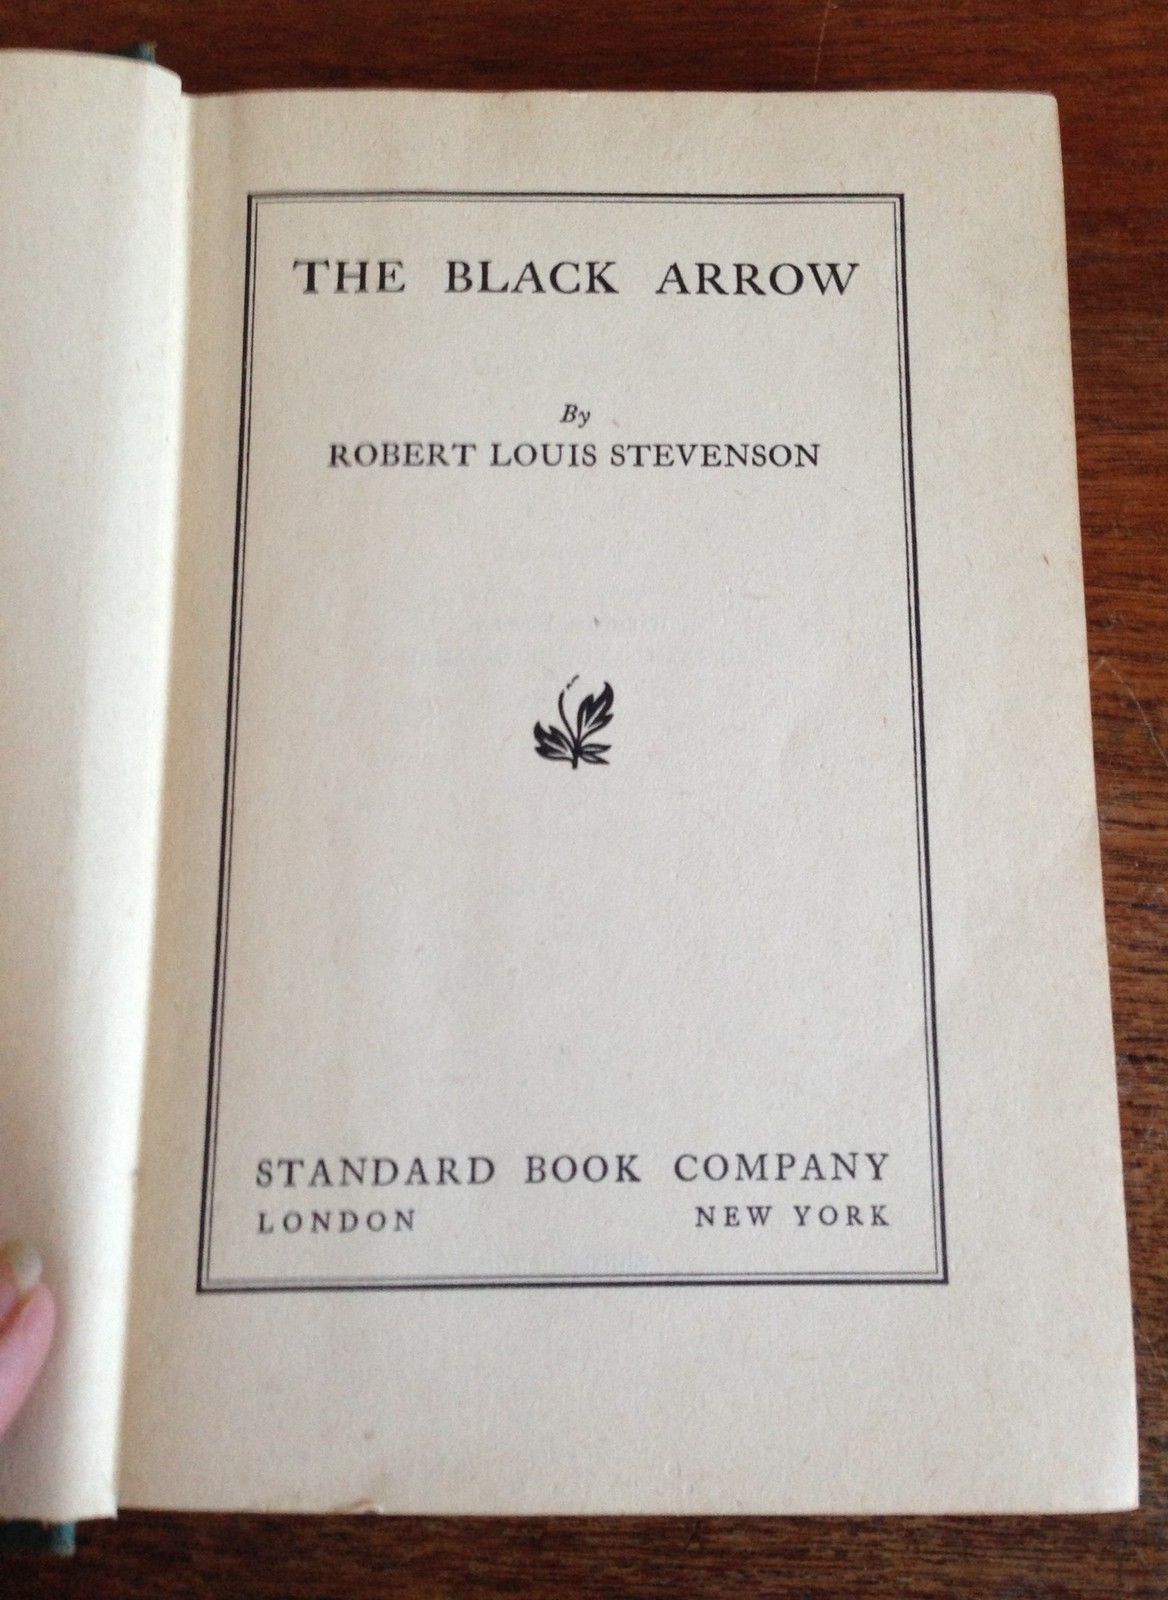 THE BLACK ARROW
By
ROBERT LOUIS STEVENSON
STANDARD BOOK COMPANY
LONDON NEW YORK